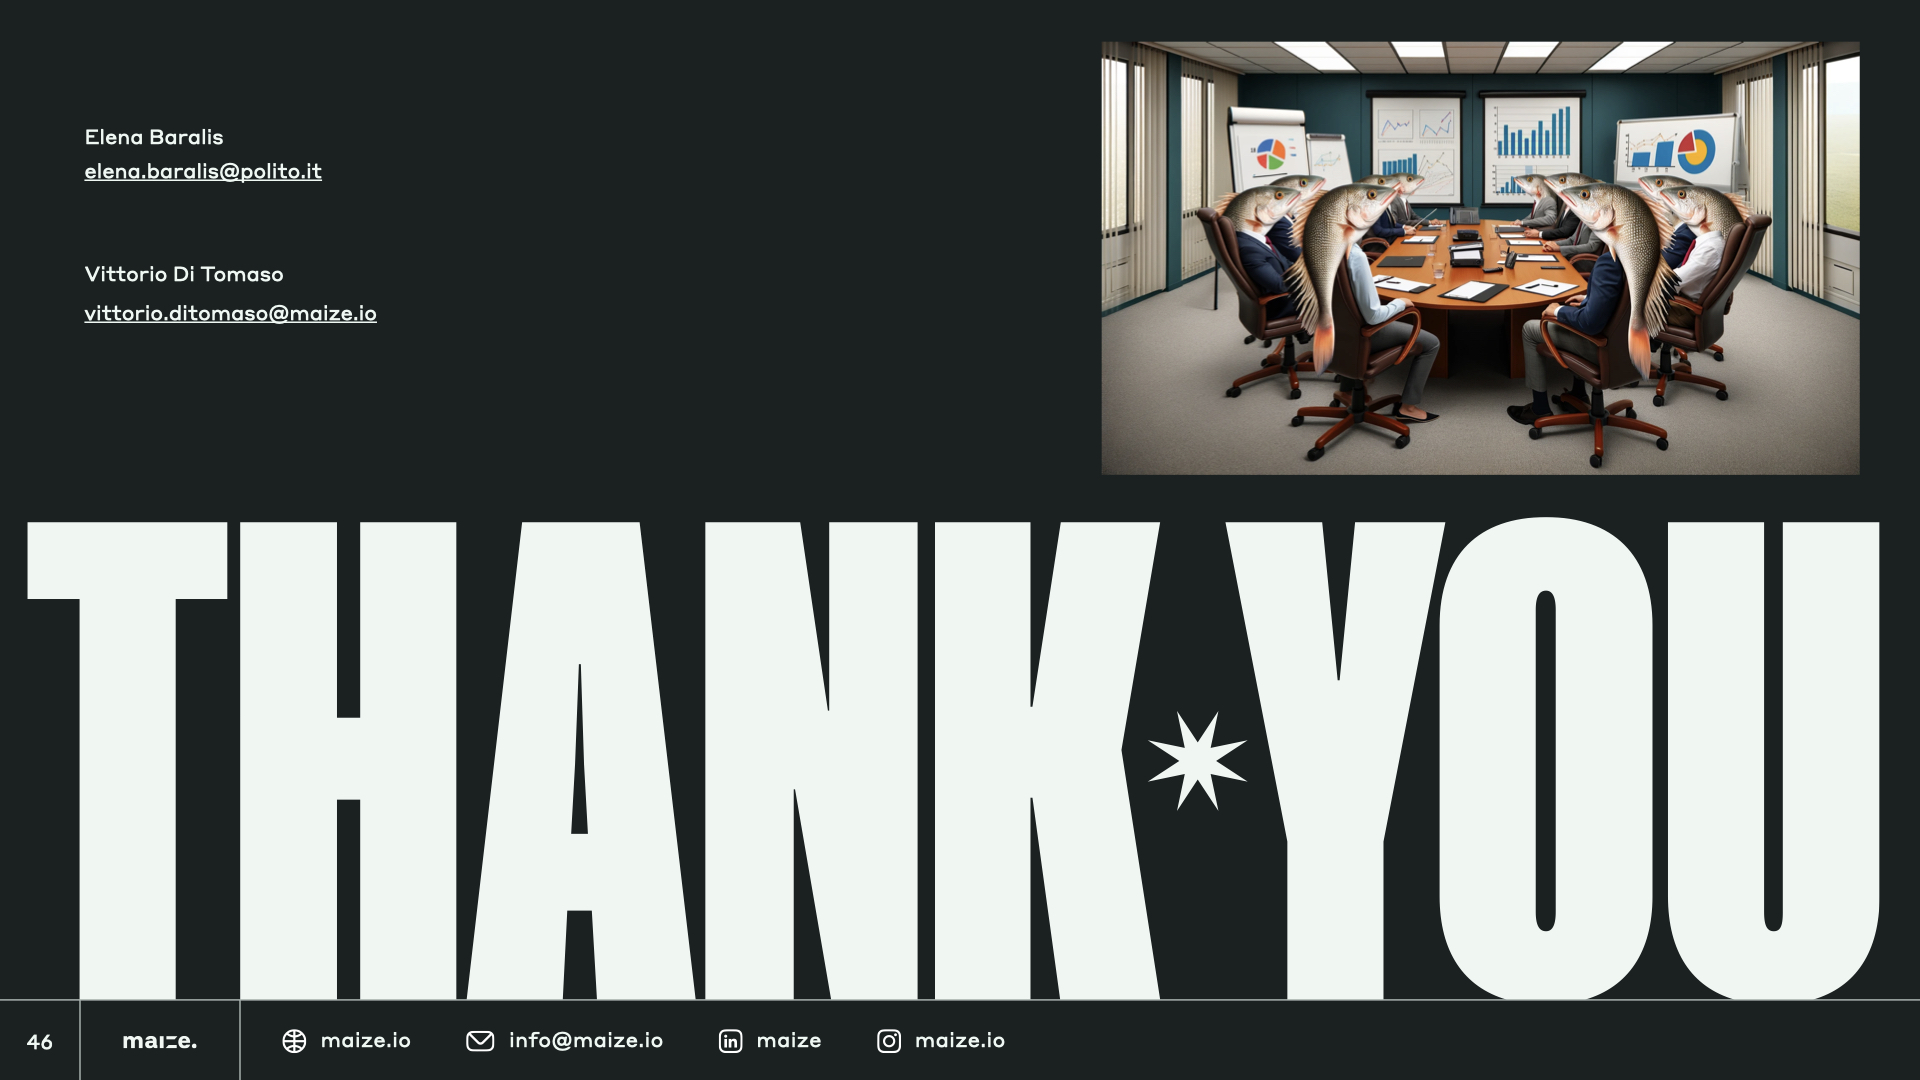 Elena Baralis
elena.baralis@polito.it
Vittorio Di Tomaso
vittorio.ditomaso@maize.io
THANK YOU
46
maize.
maize.io
info@maize.io
maize
maize.io